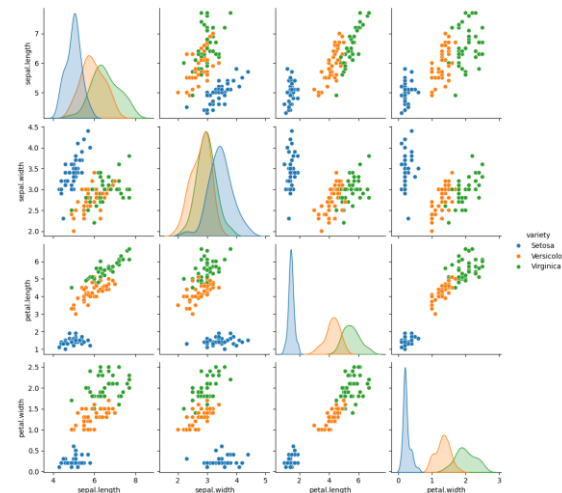 sepal.length
7
6
5
sepal.width
4.5
4.0
3.5
3.0
2.5
2.0
variety
Setosa
Versicolo
Virginica
petal.length
6
5
4
3
2
1
petal.width
2.5
2.0
1.5
1.0
0.5
0.0
4 6 8
2 3 4 5
2 4 6
0 1 2 3
sepal.length sepal.width petal.length petal.width